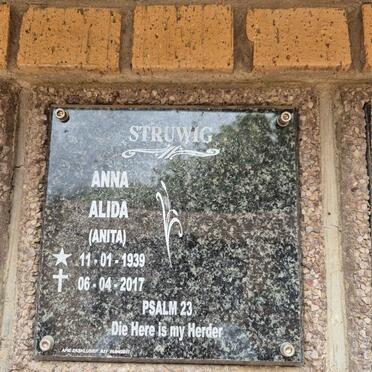 STRUWIG
ANNA
ALIDA
(ANITA)
11-01-1939
06-04-2017
PSALM 23
Die Here is my Herder